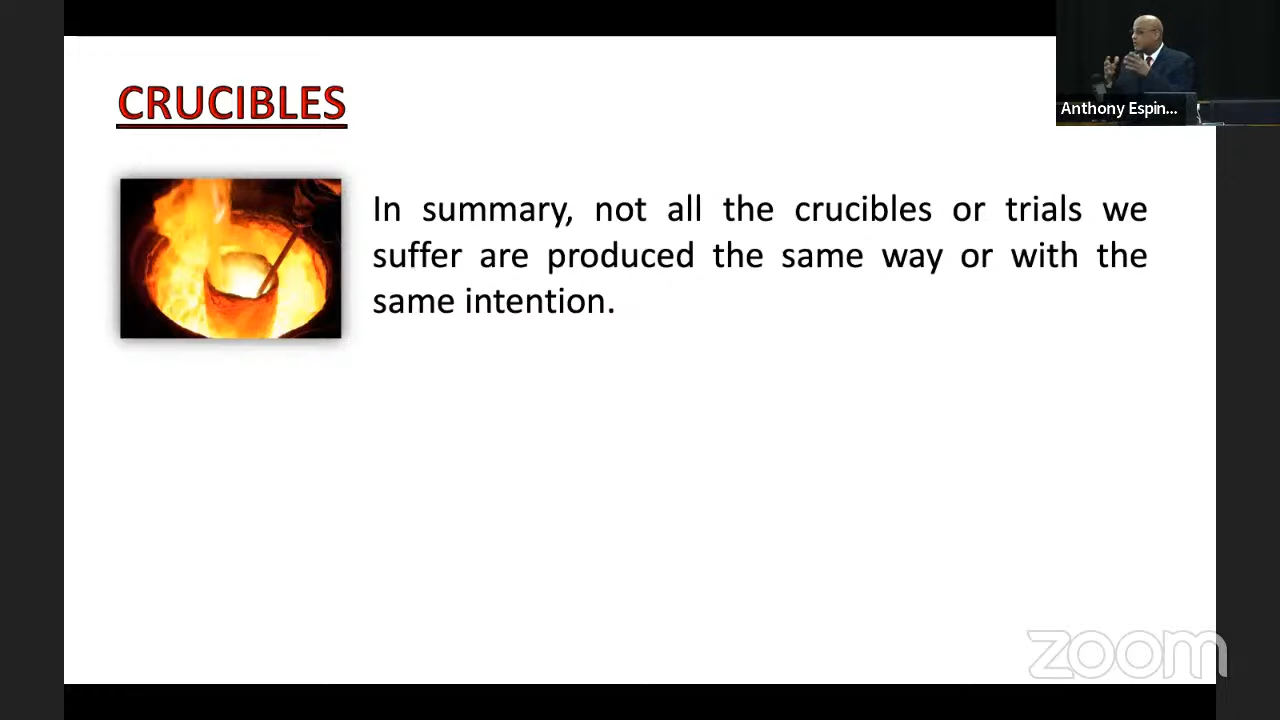 CRUCIBLES
Anthony Espin...
In summary, not all the crucibles or trials we
suffer are produced the same way or with the
same intention.
zoom